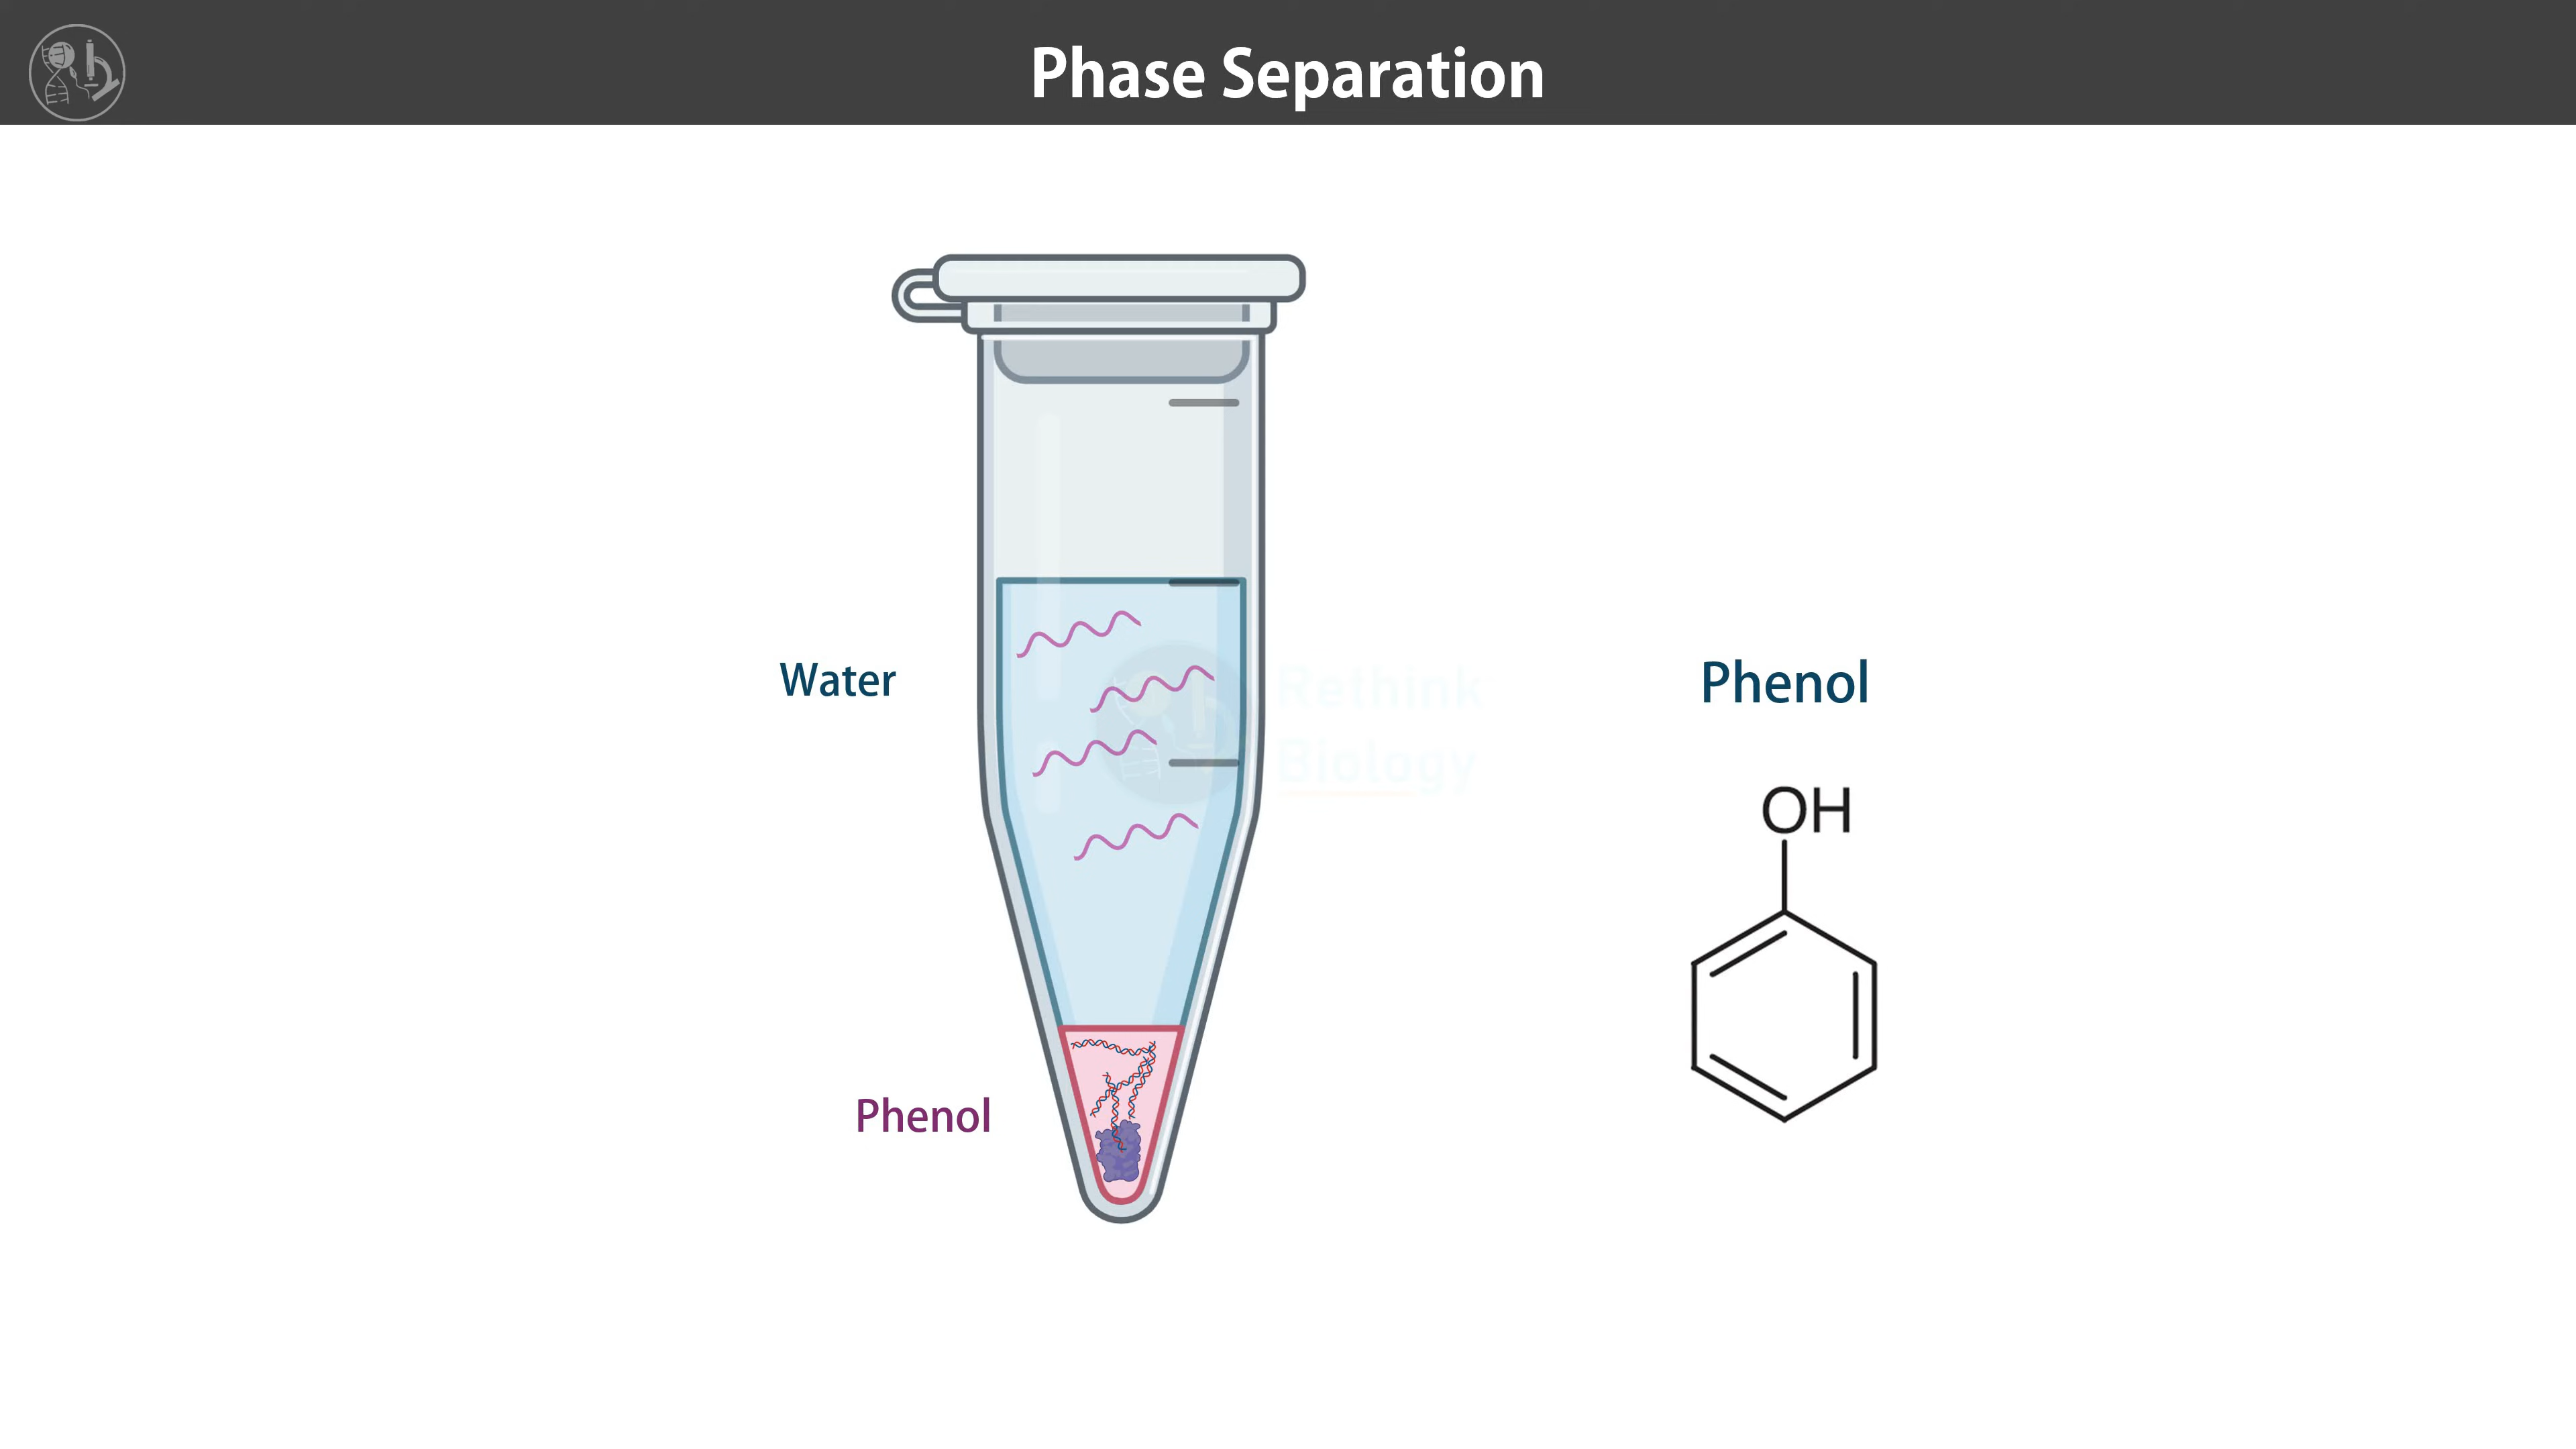 Phase Separation
Water
Rethink
Biology
Phenol
OH
Phenol